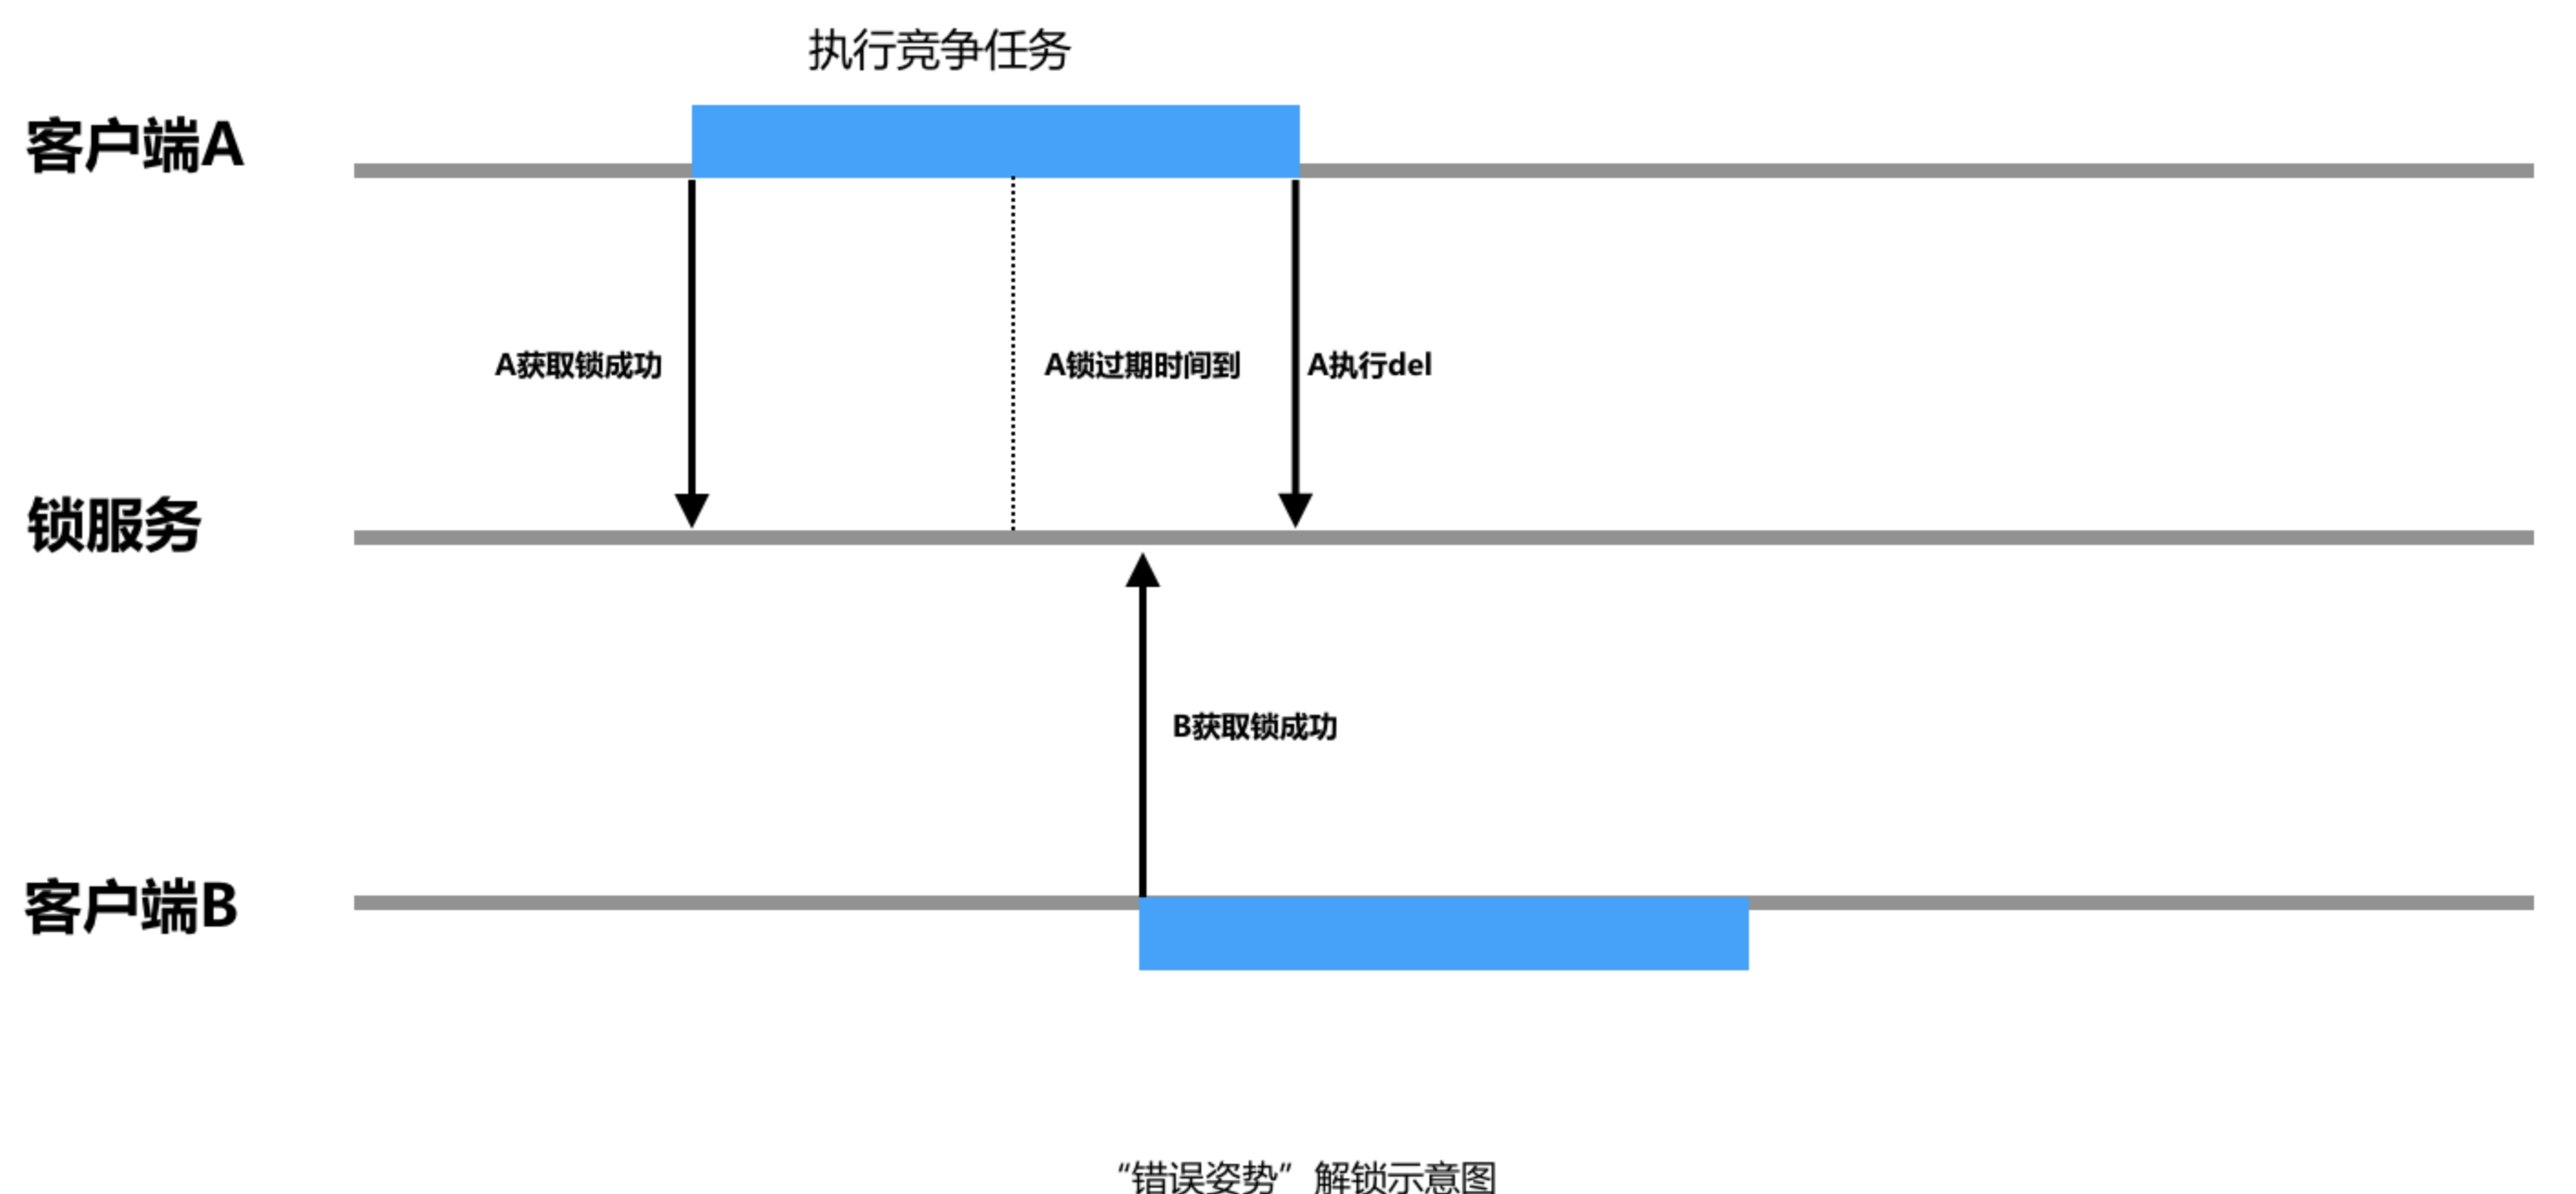 执行竞争任务
客户端A
A获取锁成功
A锁过期时间到
A执行del
锁服务
B获取锁成功
客户端B
“错误姿势”解锁示意图